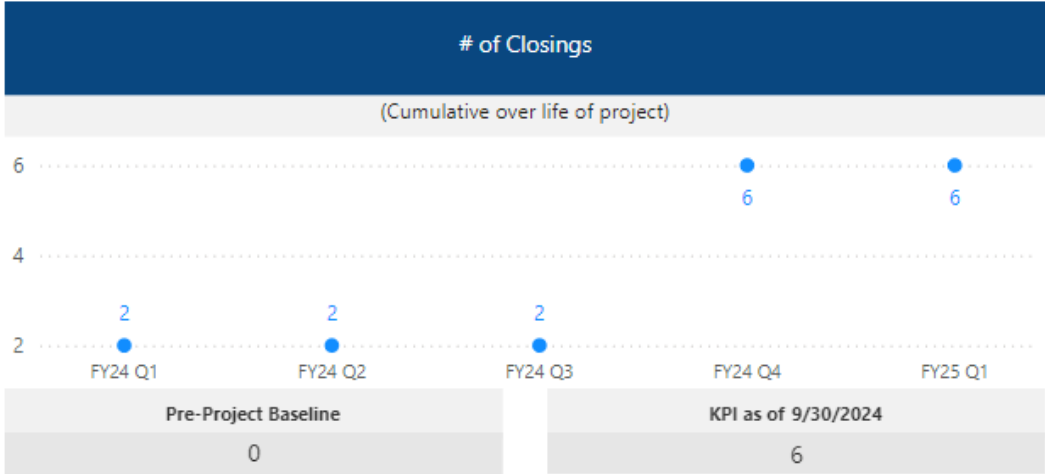 # of Closings
(Cumulative over life of project)
6
6 6
4
2 2 2
2
FY24 Q1 FY24 Q2 FY24 Q3 FY24 Q4 FY25 Q1
Pre-Project Baseline KPI as of 9/30/2024
0 6